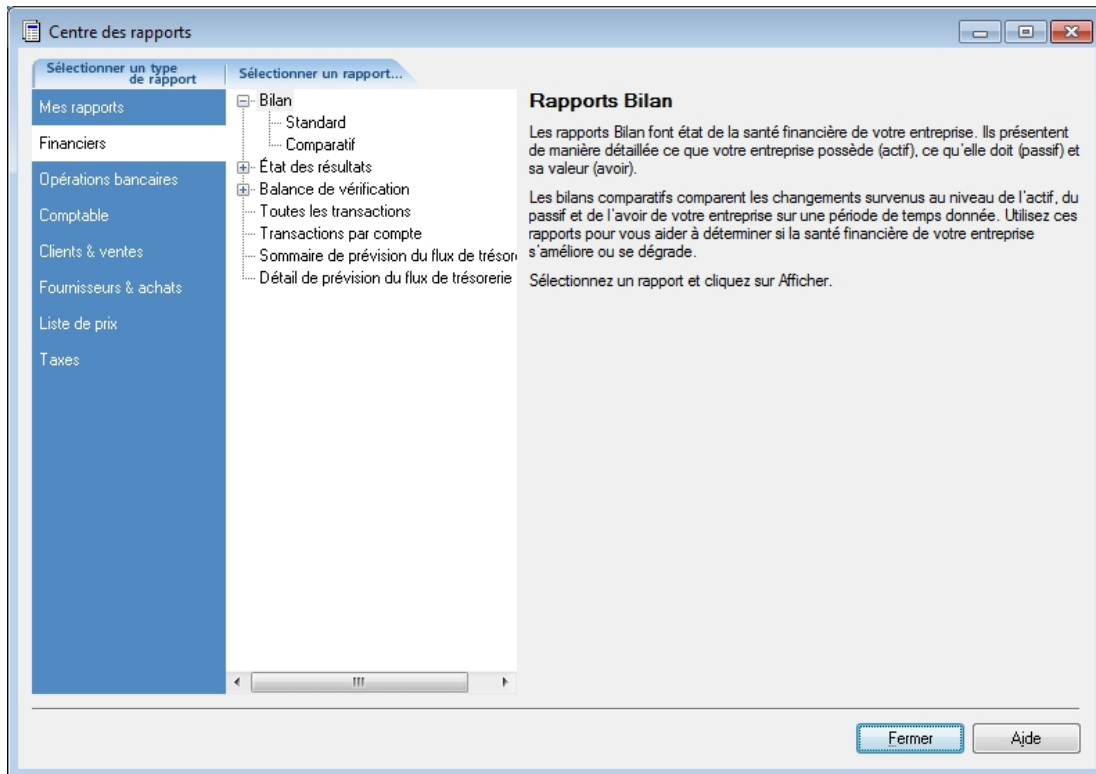 Centre des rapports
Sélectionner un type
de rapport
Sélectionner un rapport...
Mes rapports
Financiers
Opérations bancaires
Comptable
Clients & ventes
Fournisseurs & achats
Liste de prix
Taxes
Bilan
Standard
Comparatif
État des résultats
Balance de vérification
Toutes les transactions
Transactions par compte
Sommaire de prévision du flux de trésor
Détail de prévision du flux de trésorerie
Rapports Bilan
Les rapports Bilan font état de la santé financière de votre entreprise. Ils présentent
de manière détaillée ce que votre entreprise possède (actif), ce qu'elle doit (passif) et
sa valeur (avoir).
Les bilans comparatifs comparent les changements survenus au niveau de l'actif, du
passif et de l'avoir de votre entreprise sur une période de temps donnée. Utilisez ces
rapports pour vous aider à déterminer si la santé financière de votre entreprise
s'améliore ou se dégrade.
Sélectionnez un rapport et cliquez sur Afficher.
Fermer
Aide